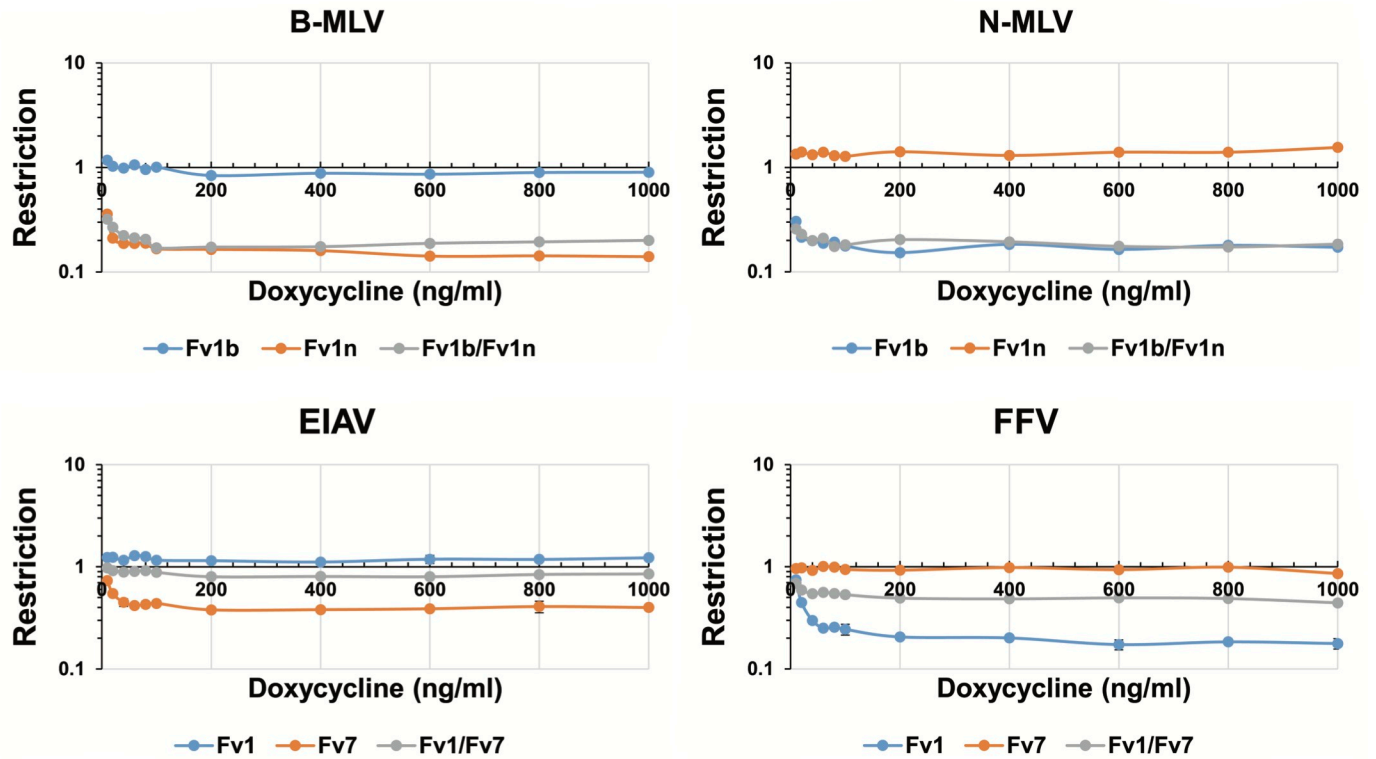 B-MLV
10
Restriction
1
0 200 400 600 800 1000
0.1
Doxycycline (ng/ml)
Fv1b Fv1n Fv1b/Fv1n
N-MLV
10
Restriction
1
0 200 400 600 800 1000
0.1
Doxycycline (ng/ml)
Fv1b Fv1n Fv1b/Fv1n
EIAV
10
Restriction
1
0 200 400 600 800 1000
0.1
Doxycycline (ng/ml)
Fv1 Fv7 Fv1/Fv7
FFV
10
Restriction
1
0 200 400 600 800 1000
0.1
Doxycycline (ng/ml)
Fv1 Fv7 Fv1/Fv7